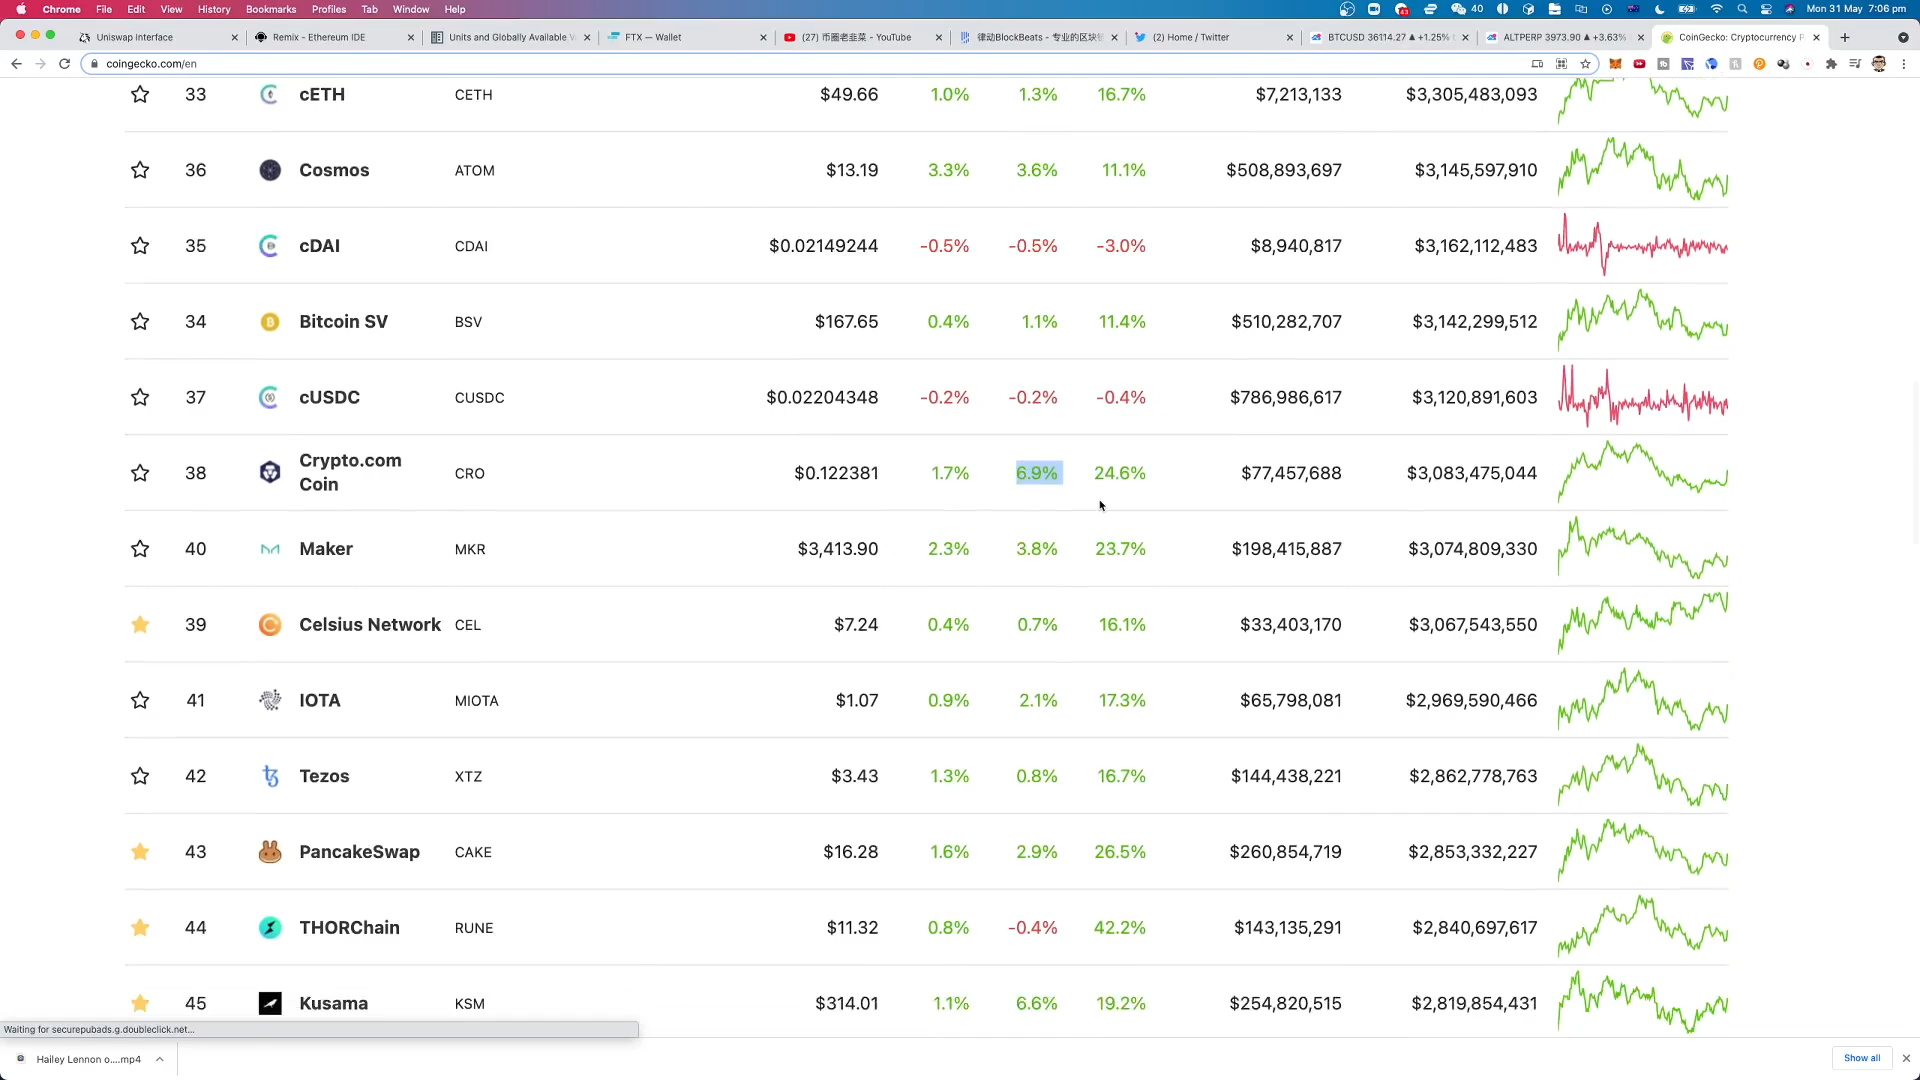 Chrome File Edit View History Bookmarks Profiles Tab Window Help 43 40 Mon 31 May 7:06 pm
Uniswap Interface Remix - Ethereum IDE Units and Globally Available V FTX — Wallet (27) 币圈老韭菜 - YouTube 律动BlockBeats - 专业的区块链 (2) Home / Twitter BTCUSD 36114.27 ▲ +1.25% ALTPERP 3973.90 ▲ +3.63% CoinGecko: Cryptocurrency P
coingecko.com/en
33 cETH CETH $49.66 1.0% 1.3% 16.7% $7,213,133 $3,305,483,093
36 Cosmos ATOM $13.19 3.3% 3.6% 11.1% $508,893,697 $3,145,597,910
35 cDAI CDAI $0.02149244 -0.5% -0.5% -3.0% $8,940,817 $3,162,112,483
34 Bitcoin SV BSV $167.65 0.4% 1.1% 11.4% $510,282,707 $3,142,299,512
37 cUSDC CUSDC $0.02204348 -0.2% -0.2% -0.4% $786,986,617 $3,120,891,603
38 Crypto.com Coin CRO $0.122381 1.7% 6.9% 24.6% $77,457,688 $3,083,475,044
40 Maker MKR $3,413.90 2.3% 3.8% 23.7% $198,415,887 $3,074,809,330
39 Celsius Network CEL $7.24 0.4% 0.7% 16.1% $33,403,170 $3,067,543,550
41 IOTA MIOTA $1.07 0.9% 2.1% 17.3% $65,798,081 $2,969,590,466
42 Tezos XTZ $3.43 1.3% 0.8% 16.7% $144,438,221 $2,862,778,763
43 PancakeSwap CAKE $16.28 1.6% 2.9% 26.5% $260,854,719 $2,853,332,227
44 THORChain RUNE $11.32 0.8% -0.4% 42.2% $143,135,291 $2,840,697,617
45 Kusama KSM $314.01 1.1% 6.6% 19.2% $254,820,515 $2,819,854,431
Waiting for securepubads.g.doubleclick.net...
Hailey Lennon o....mp4 Show all